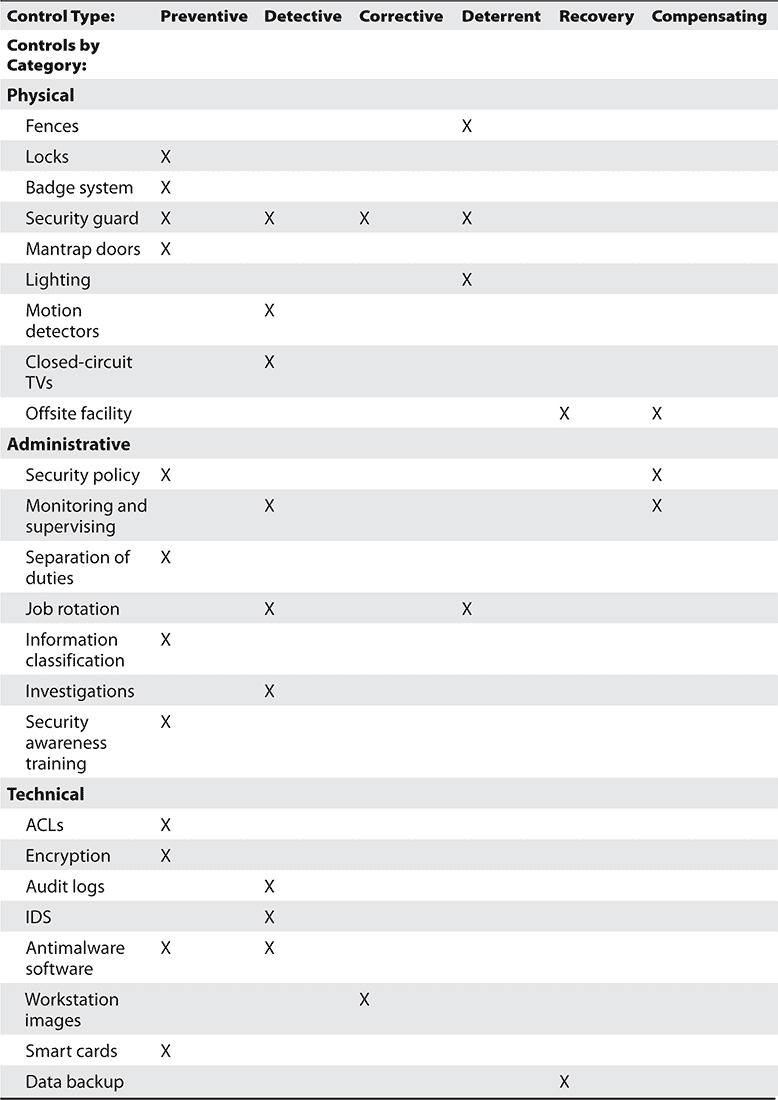 Control Type: Preventive Detective Corrective Deterrent Recovery Compensating
Controls by
Category:
Physical
Fences X
Locks X
Badge system X
Security guard X X X X
Mantrap doors X
Lighting X
Motion X
detectors
Closed-circuit X
TVs
Offsite facility X X
Administrative
Security policy X X
Monitoring and X X
supervising
Separation of X
duties
Job rotation X X
Information X
classification
Investigations X
Security X
awareness
training
Technical
ACLs X
Encryption X
Audit logs X
IDS X
Antimalware X X
software
Workstation X
images
Smart cards X
Data backup X